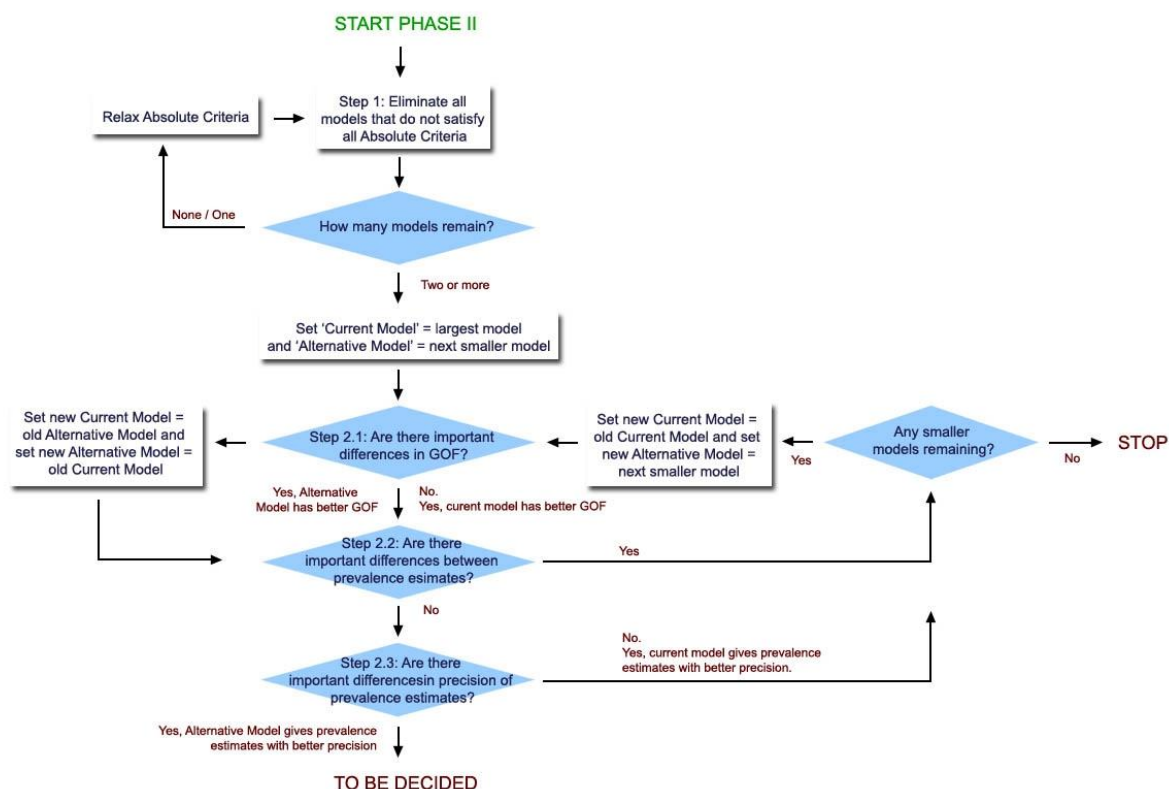 START PHASE II
Relax Absolute Criteria
Step 1: Eliminate all
models that do not satisfy
all Absolute Criteria
None / One
How many models remain?
Two or more
Set ‘Current Model’ = largest model
and ‘Alternative Model’ = next smaller model
Set new Current Model =
old Alternative Model and
set new Alternative Model =
old Current Model
Step 2.1: Are there important
differences in GOF?
Set new Current Model =
old Current Model and set
new Alternative Model =
next smaller model
Yes
Any smaller
models remaining?
No
STOP
Yes, Alternative
Model has better GOF
No.
Yes, curent model has better GOF
Step 2.2: Are there
important differences between
prevalence esimates?
Yes
No
Step 2.3: Are there
important differencesin precision of
prevalence estimates?
No.
Yes, current model gives prevalence
estimates with better precision.
Yes, Alternative Model gives prevalence
estimates with better precision
TO BE DECIDED